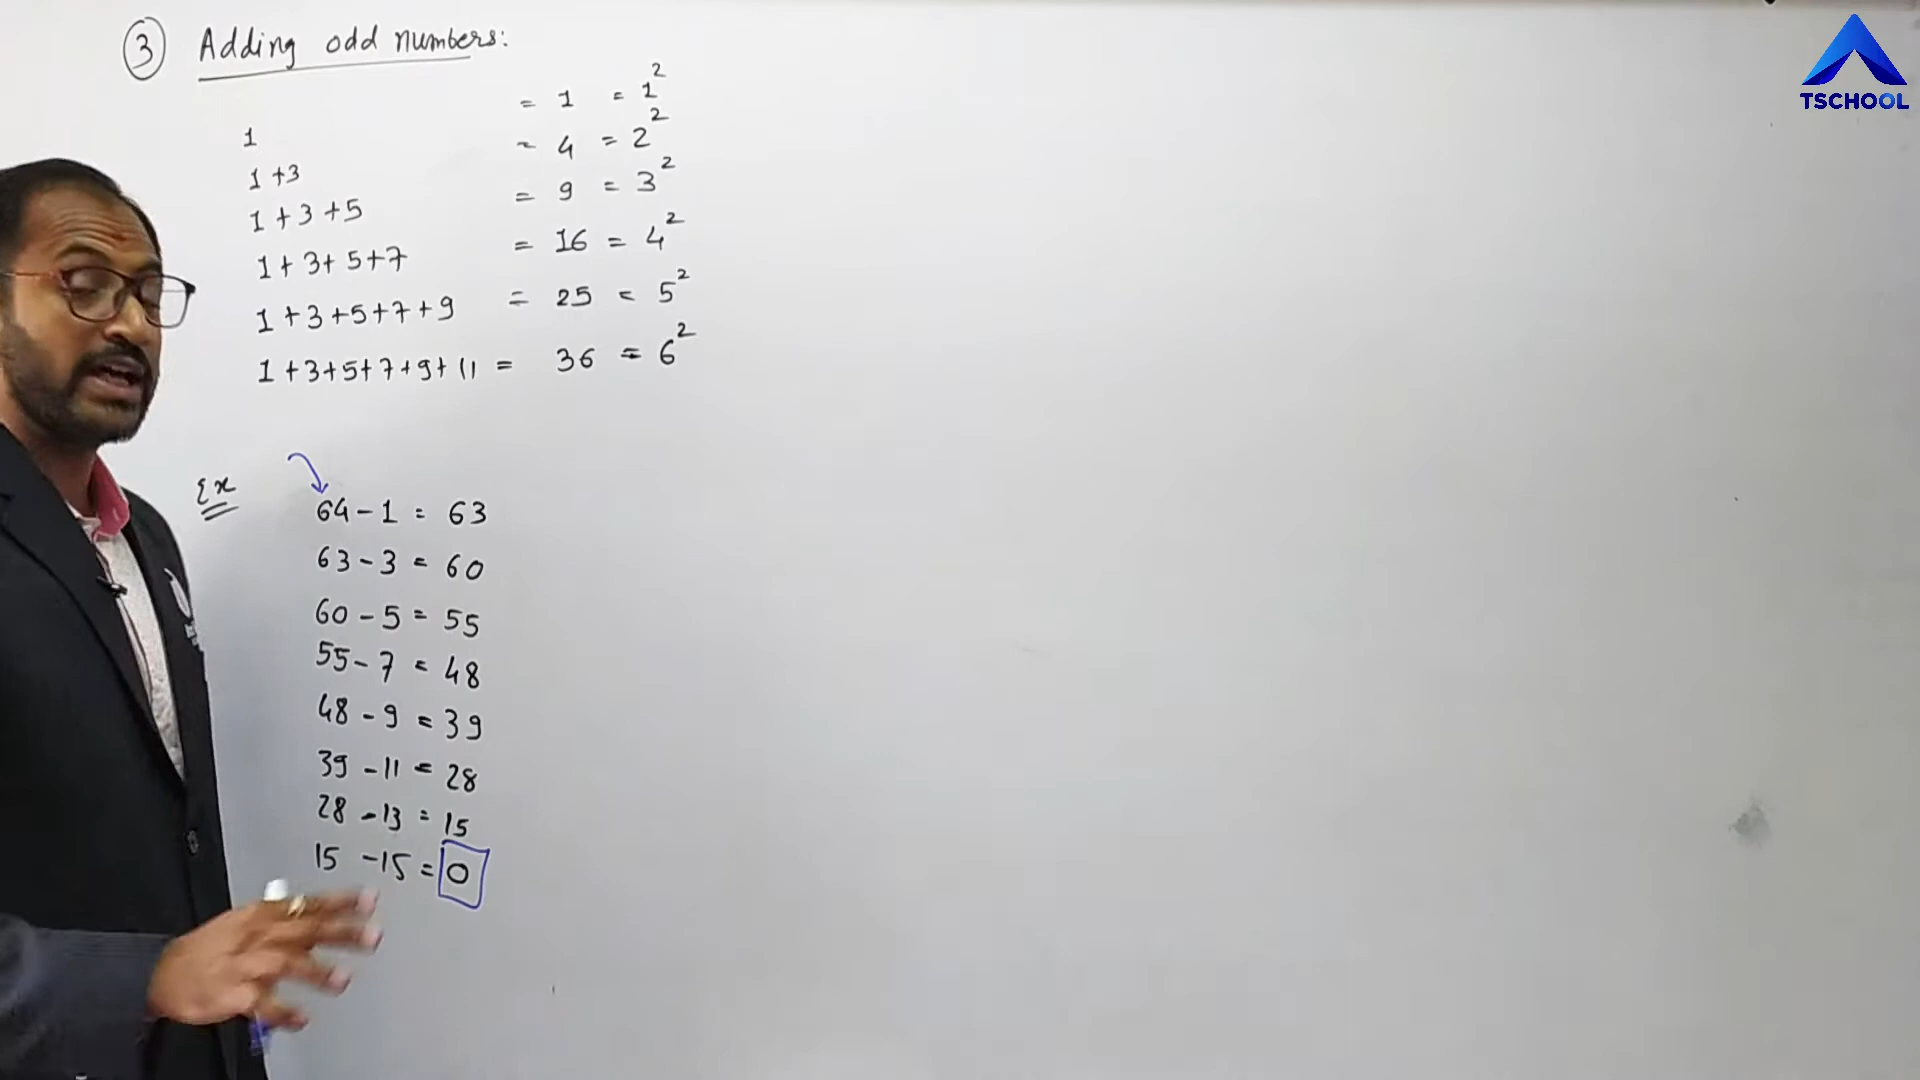 ③ Adding odd numbers:
1 = 1 = 1²
1+3 = 4 = 2²
1+3+5 = 9 = 3²
1+3+5+7 = 16 = 4²
1+3+5+7+9 = 25 = 5²
1+3+5+7+9+11 = 36 = 6²
Ex
64-1 = 63
63-3 = 60
60-5 = 55
55-7 = 48
48-9 = 39
39-11 = 28
28-13 = 15
15-15 = 0
TSCHOOL